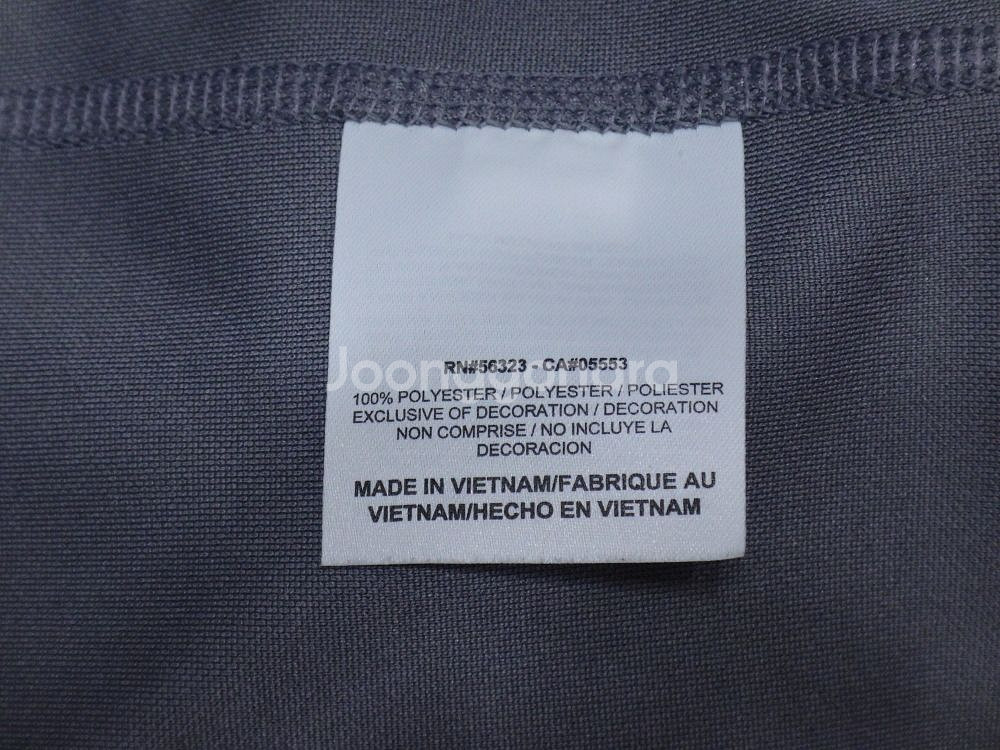 RN#56323 - CA#05553
Joonggonara
100% POLYESTER / POLYESTER / POLIESTER
EXCLUSIVE OF DECORATION / DECORATION
NON COMPRISE / NO INCLUYE LA
DECORACION
MADE IN VIETNAM/FABRIQUE AU
VIETNAM/HECHO EN VIETNAM